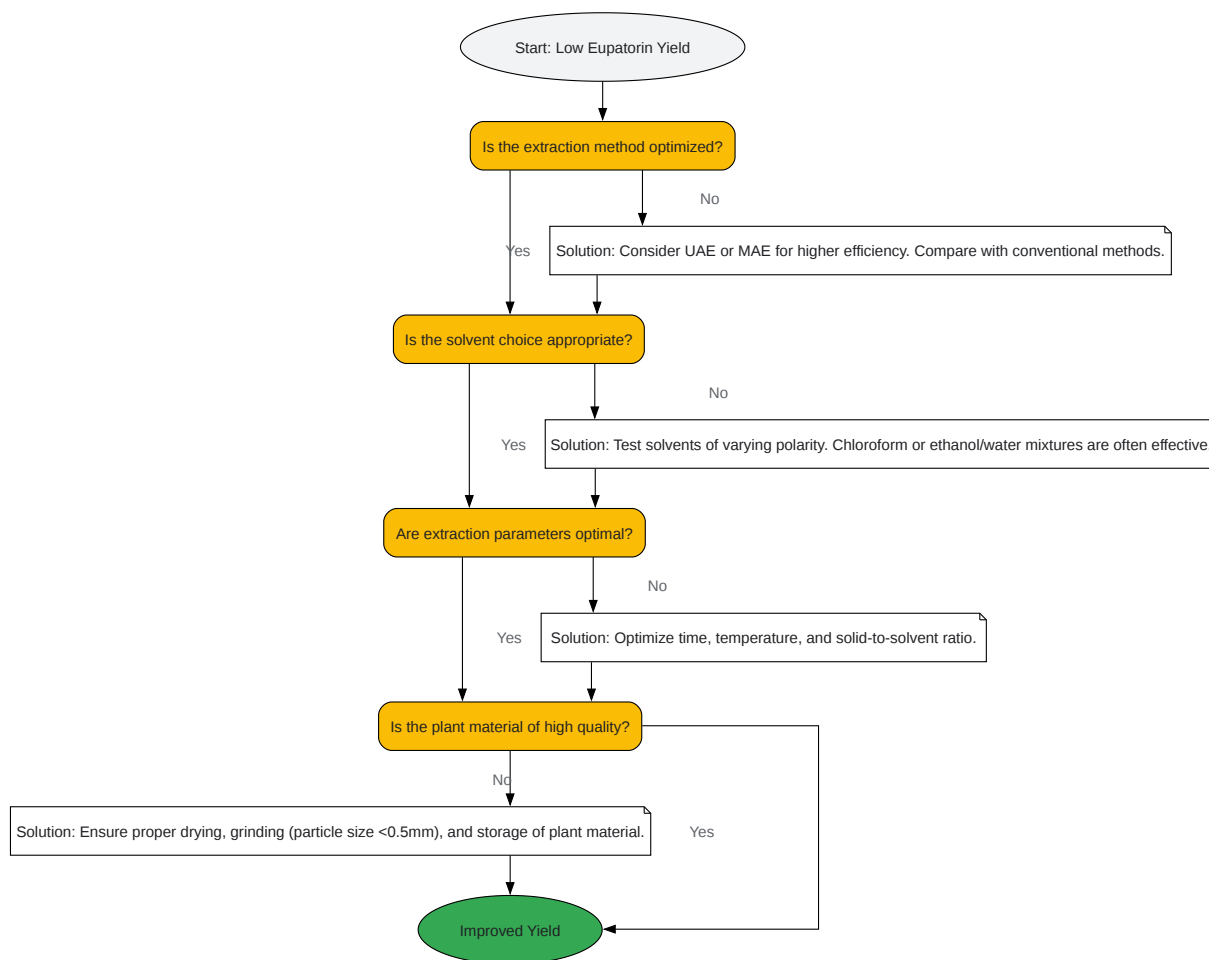 Start: Low Eupatorin Yield
Is the extraction method optimized?
No
Yes
Solution: Consider UAE or MAE for higher efficiency. Compare with conventional methods.
Is the solvent choice appropriate?
No
Yes
Solution: Test solvents of varying polarity. Chloroform or ethanol/water mixtures are often effective.
Are extraction parameters optimal?
No
Yes
Solution: Optimize time, temperature, and solid-to-solvent ratio.
Is the plant material of high quality?
No
Solution: Ensure proper drying, grinding (particle size <0.5mm), and storage of plant material.
Yes
Improved Yield